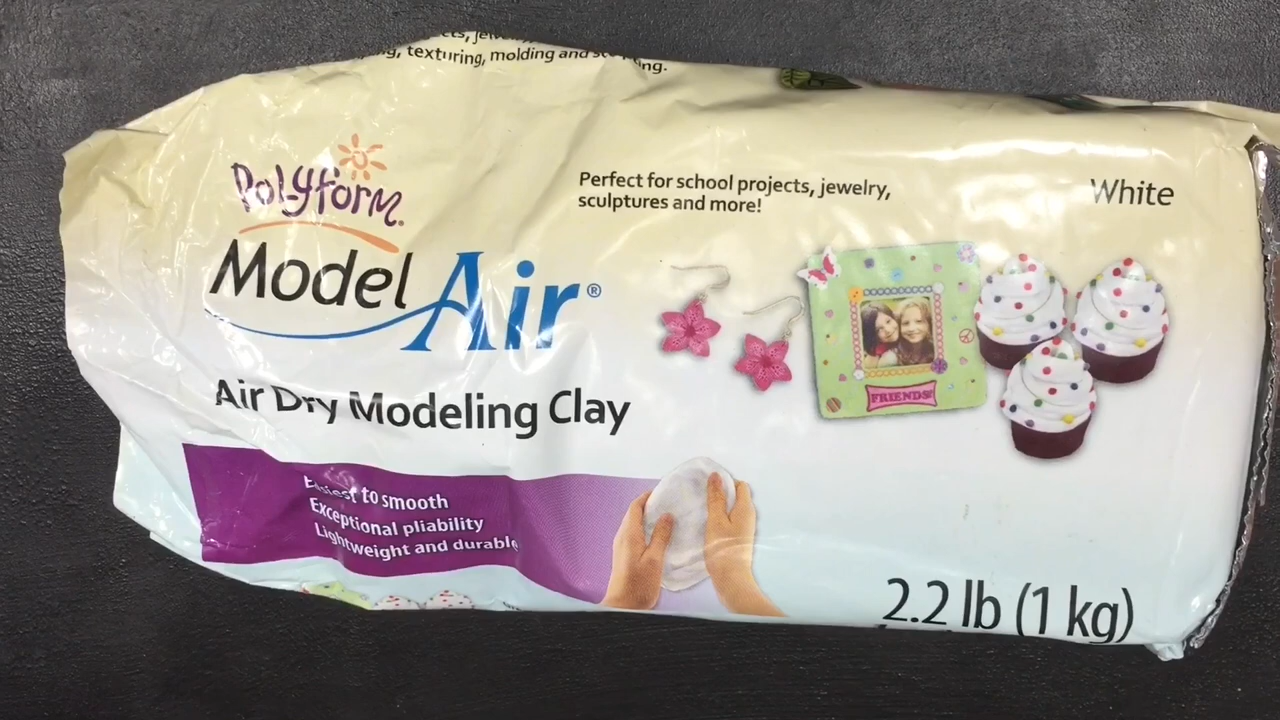 texturing, molding and
Polyform®
Model Air®
Air Dry Modeling Clay
Perfect for school projects, jewelry,
sculptures and more!
White
FRIENDS!
Easiest to smooth
Exceptional pliability
Lightweight and durable
2.2 lb (1 kg)